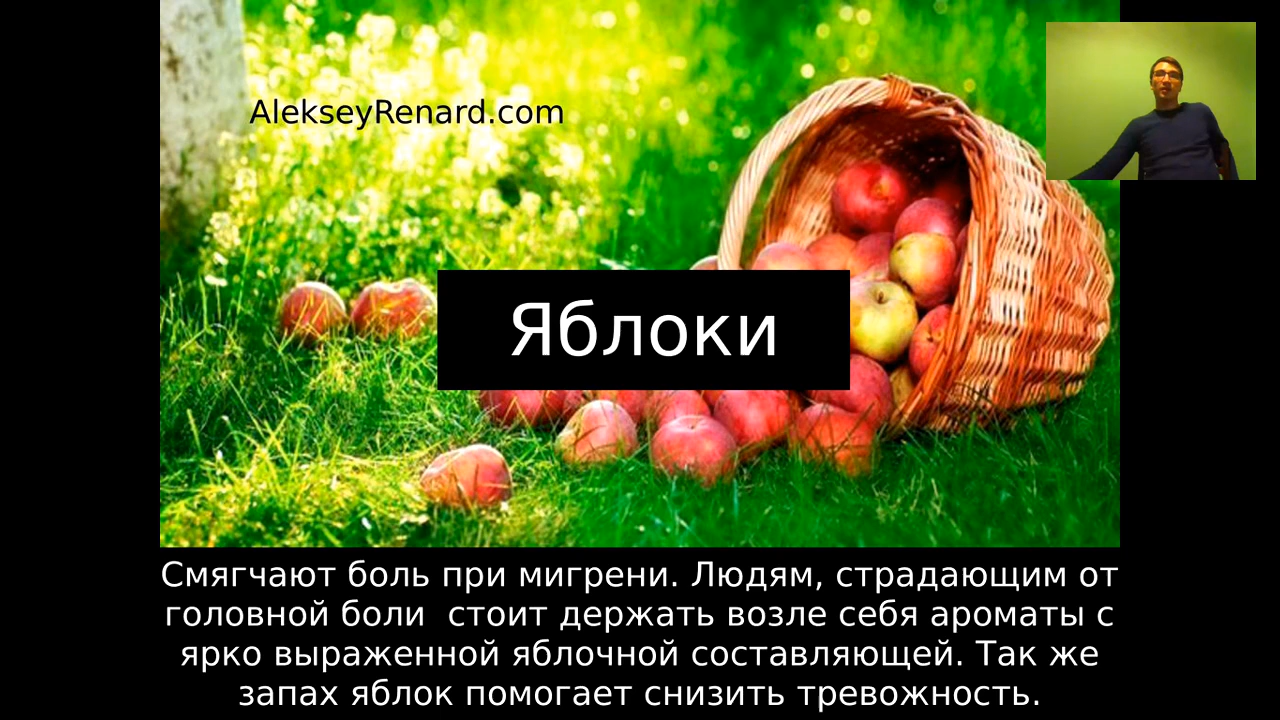 AlekseyRenard.com
Яблоки
Смягчают боль при мигрени. Людям, страдающим от
головной боли  стоит держать возле себя ароматы с
ярко выраженной яблочной составляющей. Так же
запах яблок помогает снизить тревожность.